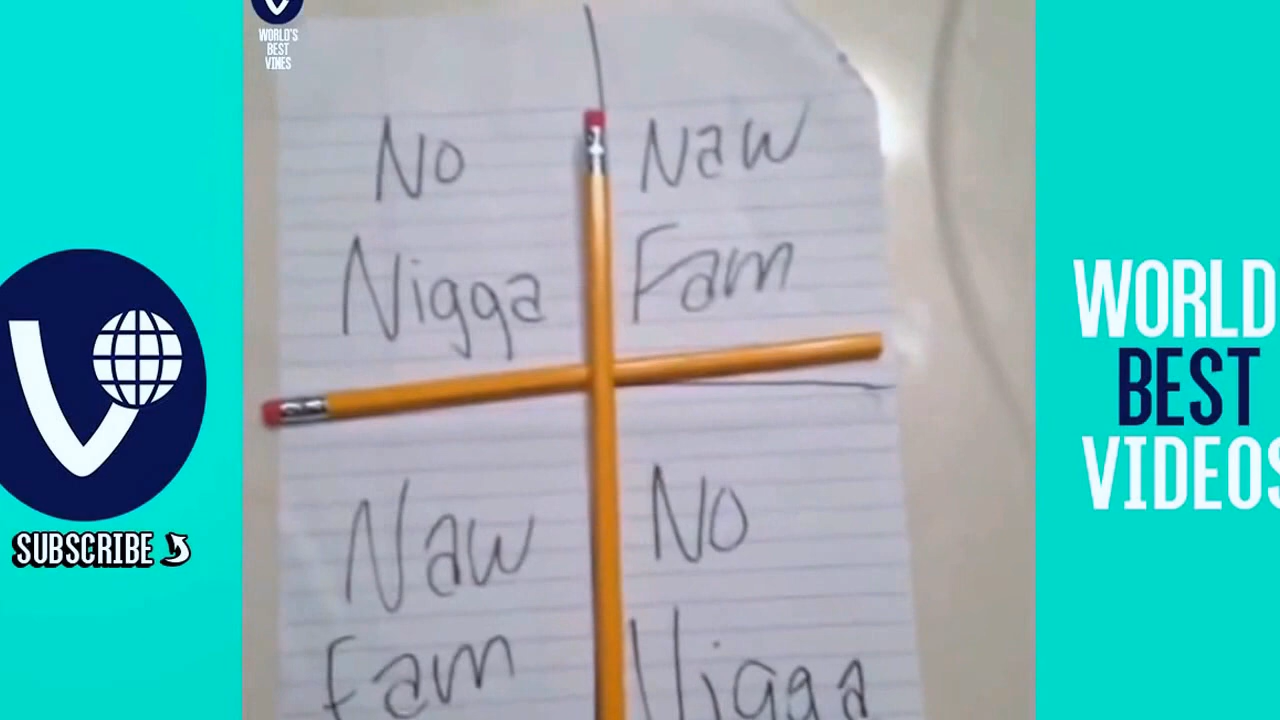 WORLD'S
BEST
VINES
No
Nigga
Naw
Fam
Naw
Fam
No
Nigga
SUBSCRIBE
WORLD
BEST
VIDEOS